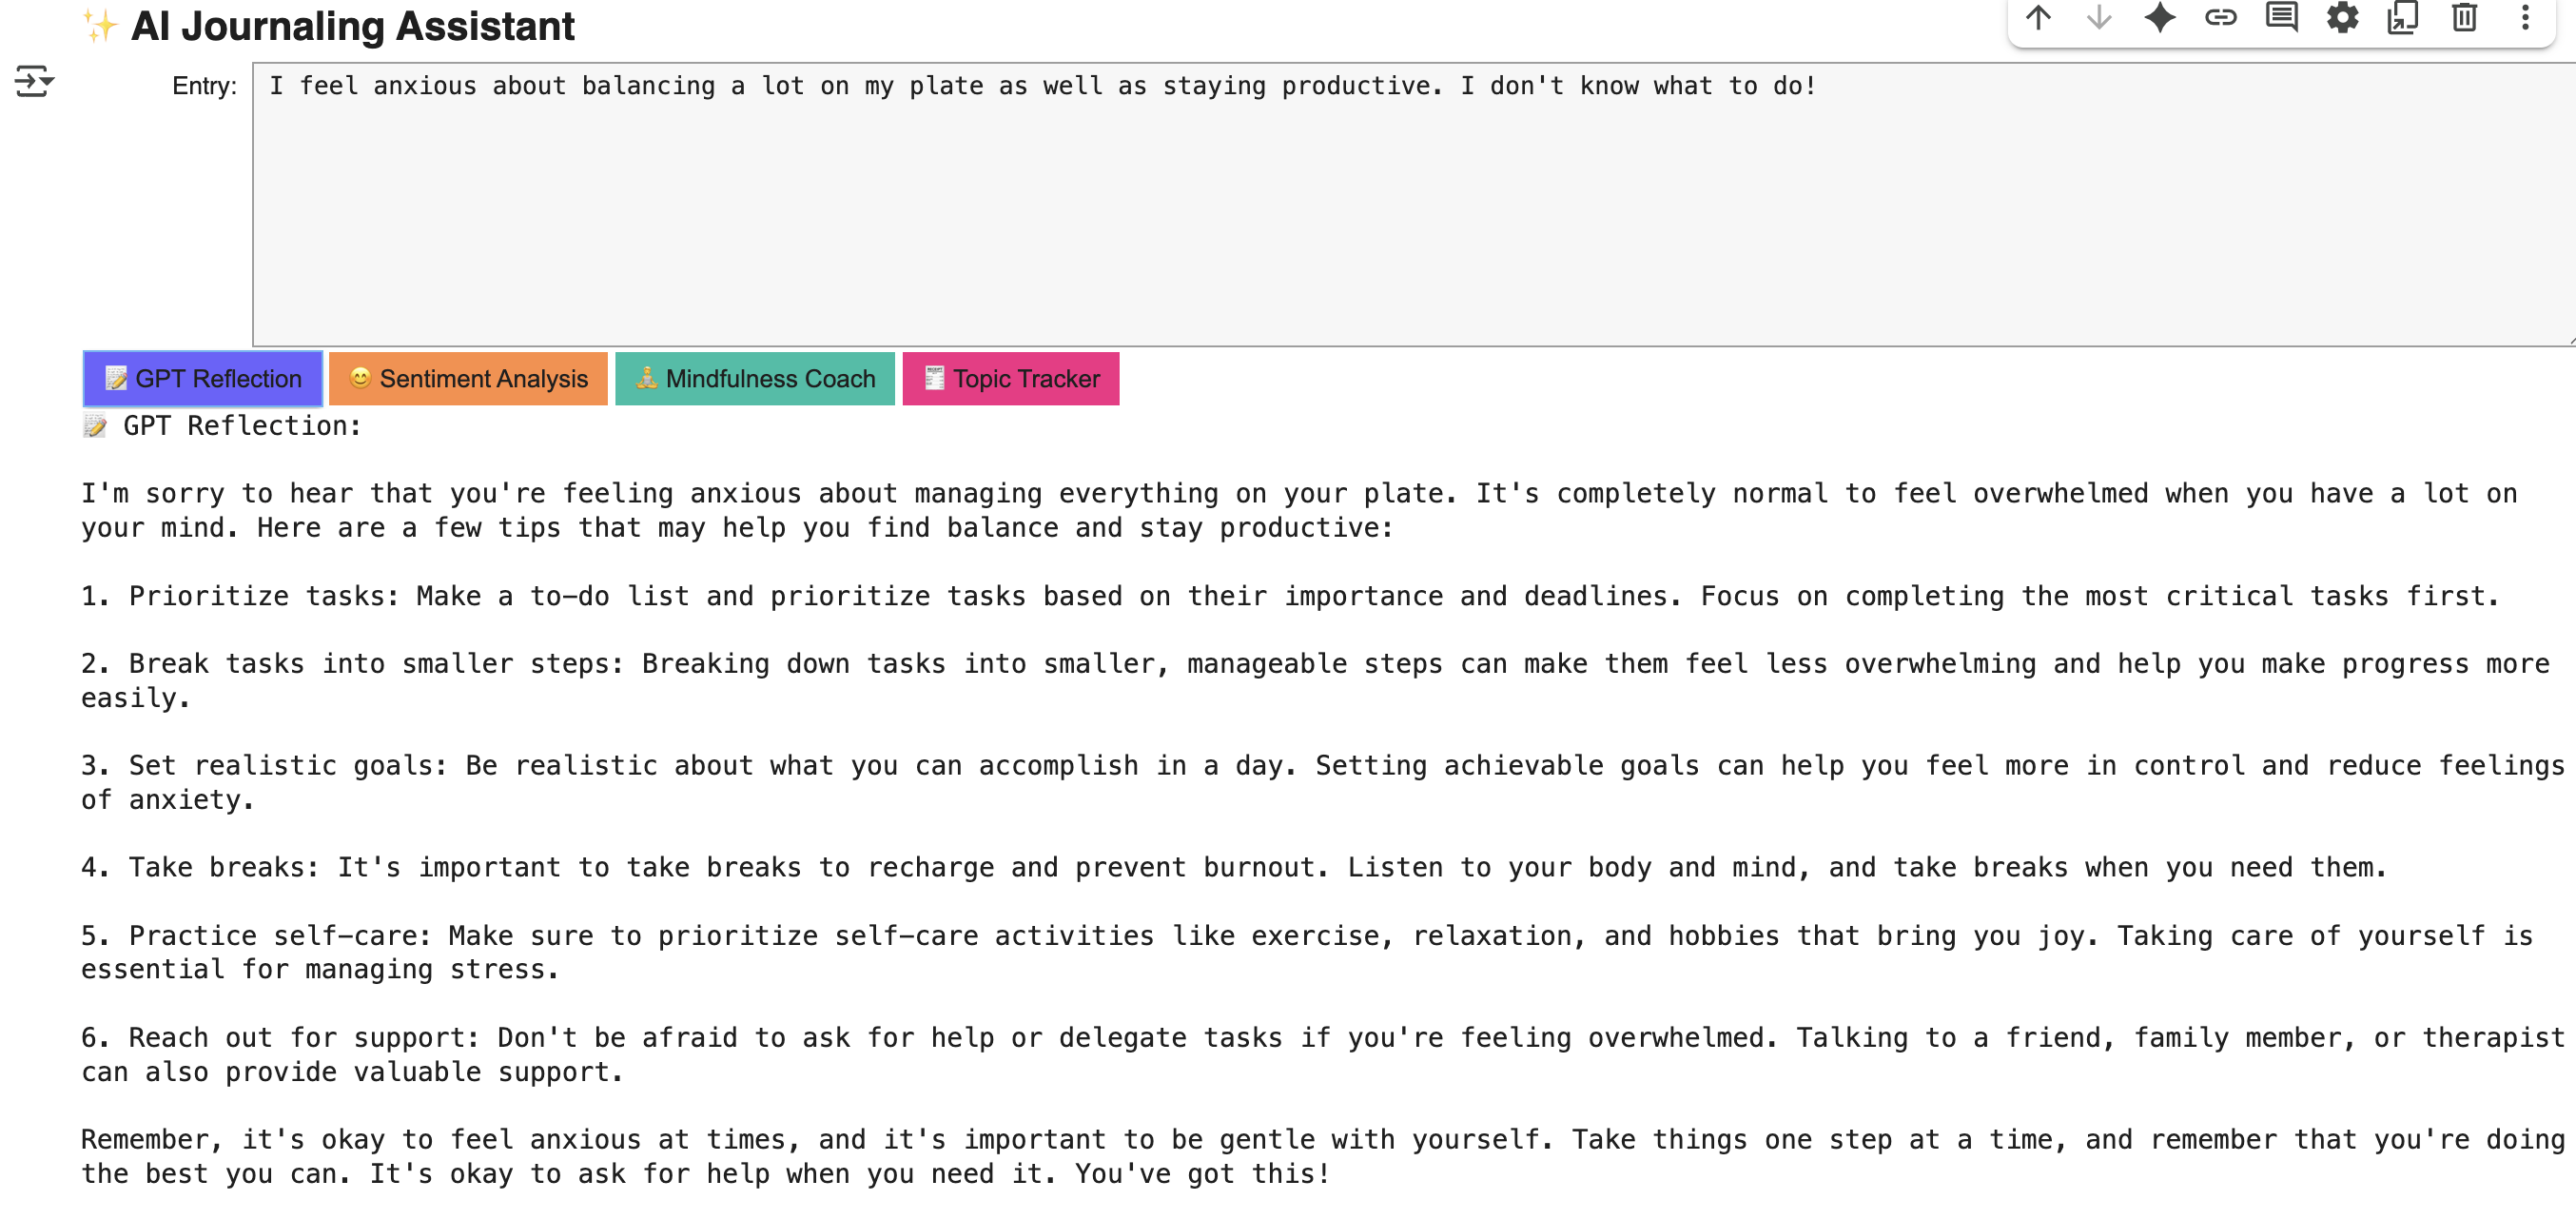 ✨ AI Journaling Assistant
Entry: I feel anxious about balancing a lot on my plate as well as staying productive. I don't know what to do!
📝 GPT Reflection 😊 Sentiment Analysis 🧘 Mindfulness Coach 🧾 Topic Tracker
📝 GPT Reflection:
I'm sorry to hear that you're feeling anxious about managing everything on your plate. It's completely normal to feel overwhelmed when you have a lot on
your mind. Here are a few tips that may help you find balance and stay productive:
1. Prioritize tasks: Make a to-do list and prioritize tasks based on their importance and deadlines. Focus on completing the most critical tasks first.
2. Break tasks into smaller steps: Breaking down tasks into smaller, manageable steps can make them feel less overwhelming and help you make progress more
easily.
3. Set realistic goals: Be realistic about what you can accomplish in a day. Setting achievable goals can help you feel more in control and reduce feelings
of anxiety.
4. Take breaks: It's important to take breaks to recharge and prevent burnout. Listen to your body and mind, and take breaks when you need them.
5. Practice self-care: Make sure to prioritize self-care activities like exercise, relaxation, and hobbies that bring you joy. Taking care of yourself is
essential for managing stress.
6. Reach out for support: Don't be afraid to ask for help or delegate tasks if you're feeling overwhelmed. Talking to a friend, family member, or therapist
can also provide valuable support.
Remember, it's okay to feel anxious at times, and it's important to be gentle with yourself. Take things one step at a time, and remember that you're doing
the best you can. It's okay to ask for help when you need it. You've got this!